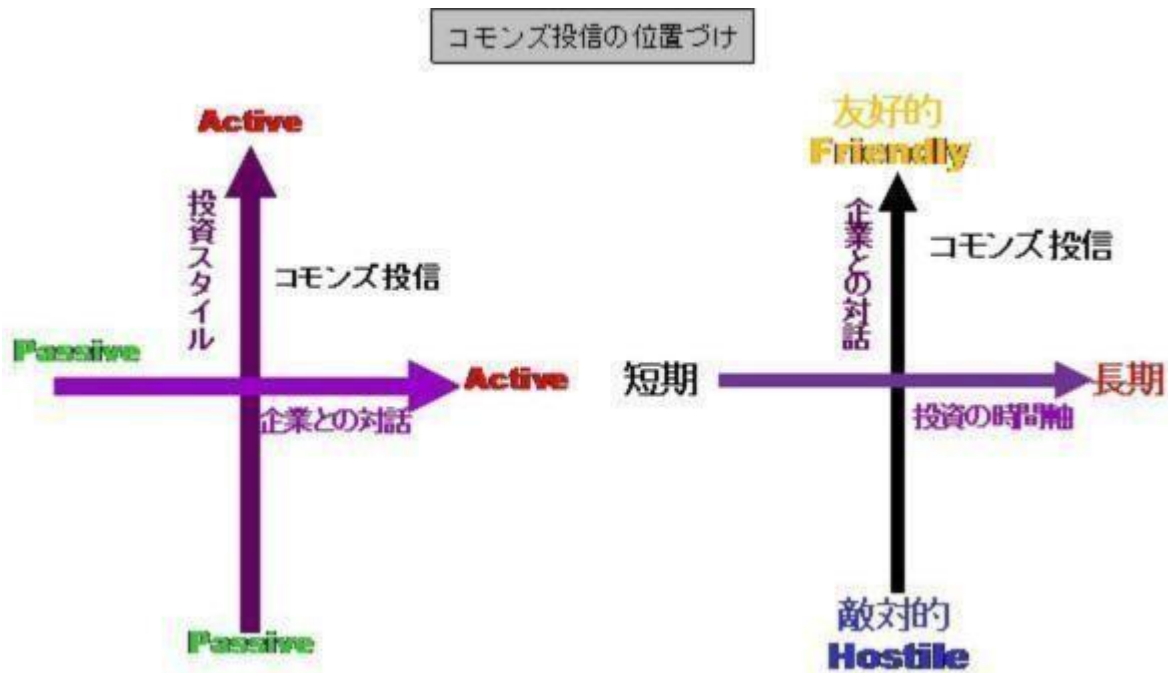 コモンズ投信の位置づけ
Active
投資スタイル
コモンズ投信
Passive
Active
企業との対話
Passive
友好的
Friendly
企業との対話
コモンズ投信
短期
長期
投資の時間軸
敵対的
Hostile